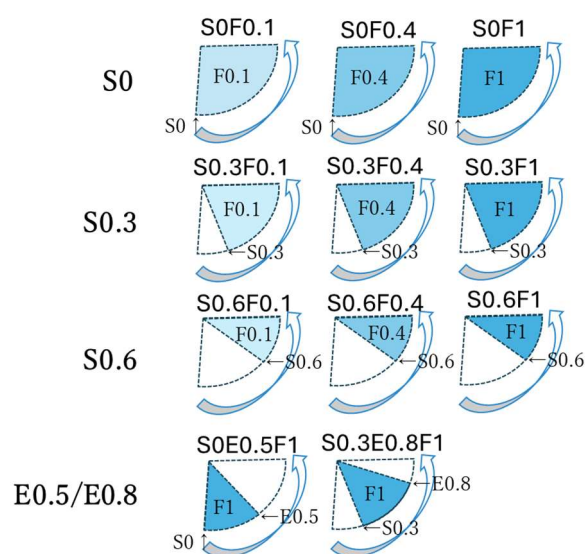 S0F0.1 S0F0.4 S0F1
S0 F0.1 F0.4 F1
S0↑ S0↑ S0↑
S0.3F0.1 S0.3F0.4 S0.3F1
S0.3 F0.1 F0.4 F1
←S0.3 ←S0.3 ←S0.3
S0.6F0.1 S0.6F0.4 S0.6F1
S0.6 F0.1 F0.4 F1
←S0.6 ←S0.6 ←S0.6
S0E0.5F1 S0.3E0.8F1
E0.5/E0.8 F1 F1 ←E0.8
←E0.5 ←S0.3
S0↑